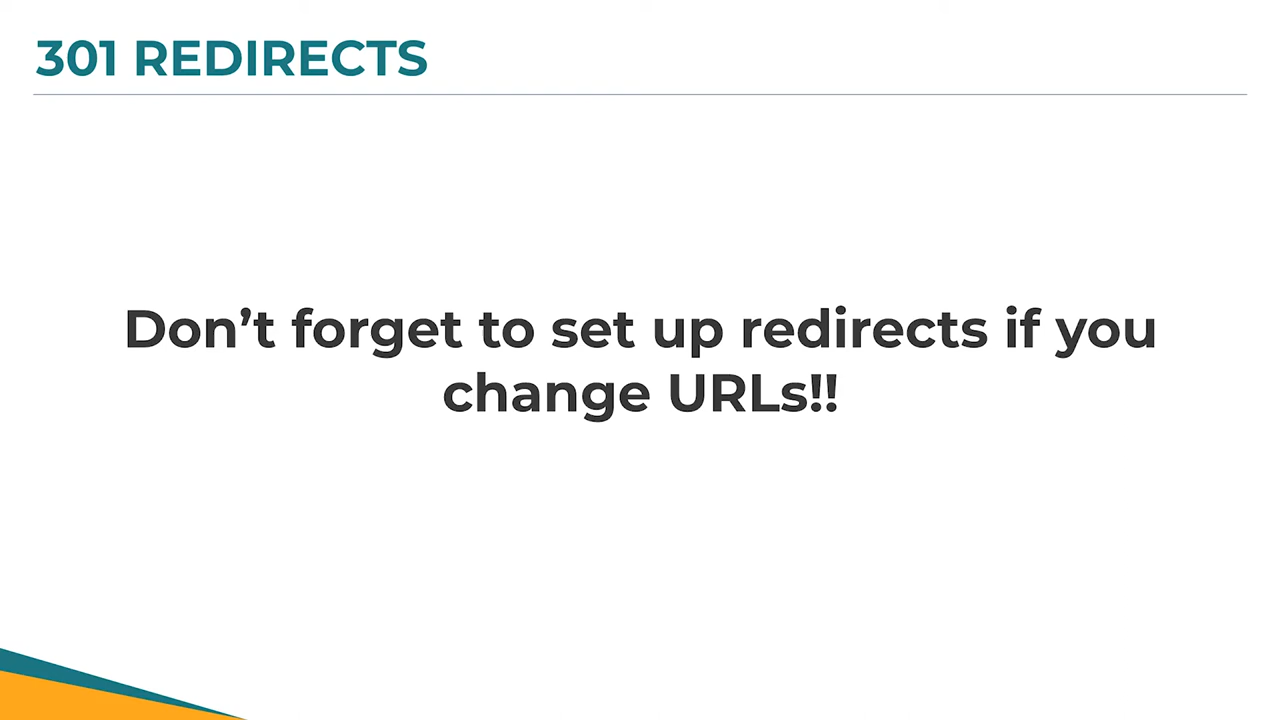 301 REDIRECTS
Don’t forget to set up redirects if you
change URLs!!